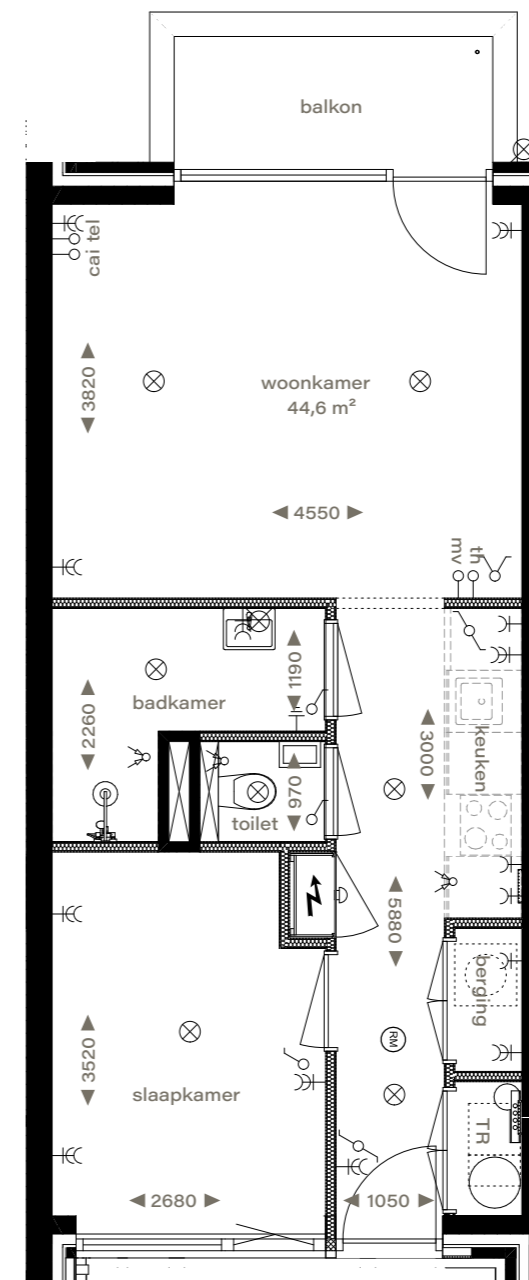 balkon
cai tel
3820
woonkamer
44,6 m²
4550
mv
th
1190
badkamer
2260
3000
keuken
970
toilet
5880
berging
RM
3520
slaapkamer
TR
2680
1050